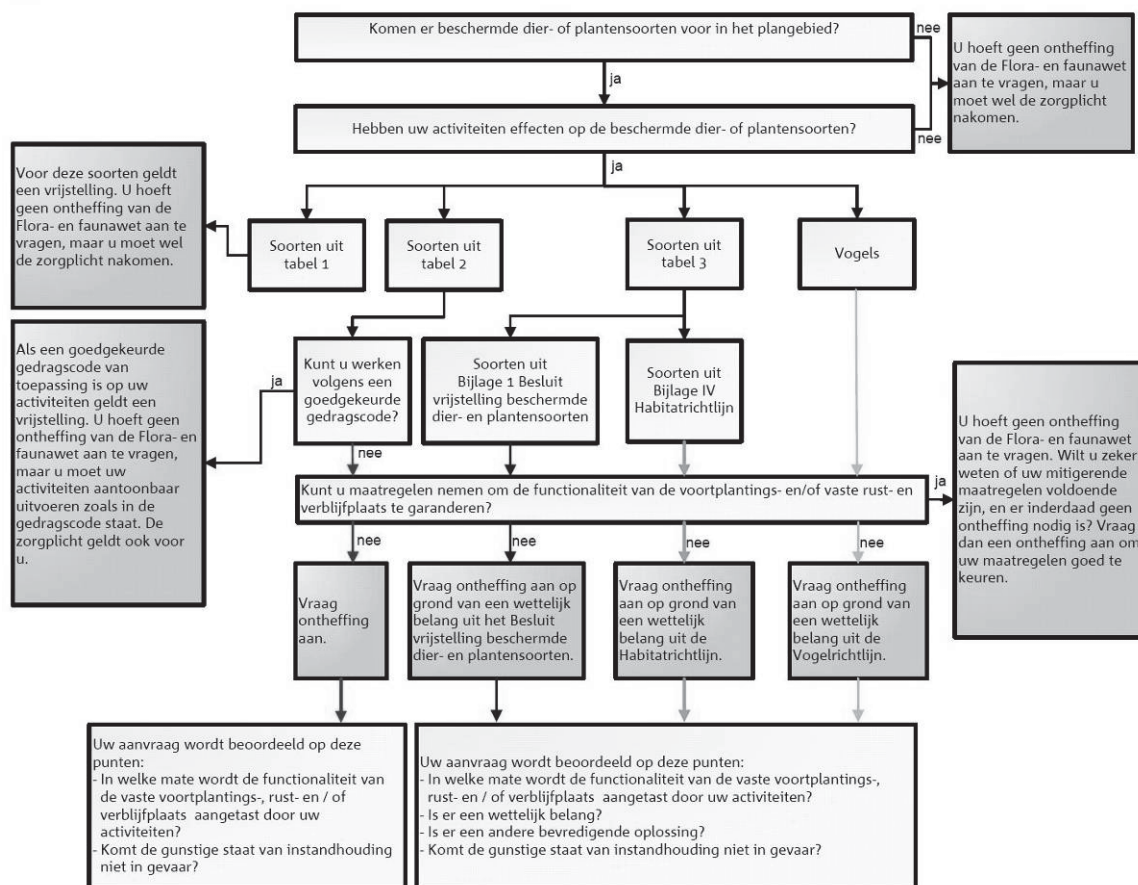 Komen er beschermde dier- of plantensoorten voor in het plangebied?
nee
U hoeft geen ontheffing
van de Flora- en faunawet
aan te vragen, maar u
moet wel de zorgplicht
nakomen.
ja
Hebben uw activiteiten effecten op de beschermde dier- of plantensoorten?
nee
ja
Voor deze soorten geldt
een vrijstelling. U hoeft
geen ontheffing van de
Flora- en faunawet aan te
vragen, maar u moet wel
de zorgplicht nakomen.
Soorten uit
tabel 1
Soorten uit
tabel 2
Soorten uit
tabel 3
Vogels
Als een goedgekeurde
gedragscode van
toepassing is op uw
activiteiten geldt een
vrijstelling. U hoeft geen
ontheffing van de Flora- en
faunawet aan te vragen,
maar u moet uw
activiteiten aantoonbaar
uitvoeren zoals in de
gedragscode staat. De
zorgplicht geldt ook voor
u.
ja
Kunt u werken
volgens een
goedgekeurde
gedragscode?
Soorten uit
Bijlage 1 Besluit
vrijstelling beschermde
dier- en plantensoorten
Soorten uit
Bijlage IV
Habitatrichtlijn
nee
Kunt u maatregelen nemen om de functionaliteit van de voortplantings- en/of vaste rust- en
verblijfplaats te garanderen?
ja
U hoeft geen ontheffing
van de Flora- en faunawet
aan te vragen. Wilt u zeker
weten of uw mitigerende
maatregelen voldoende
zijn, en er inderdaad geen
ontheffing nodig is? Vraag
dan een ontheffing aan om
uw maatregelen goed te
keuren.
nee
nee
nee
nee
Vraag
ontheffing
aan.
Vraag ontheffing aan op
grond van een wettelijk
belang uit het Besluit
vrijstelling beschermde
dier- en plantensoorten.
Vraag ontheffing
aan op grond van
een wettelijk
belang uit de
Habitatrichtlijn.
Vraag ontheffing
aan op grond van
een wettelijk
belang uit de
Vogelrichtlijn.
Uw aanvraag wordt beoordeeld op deze
punten:
- In welke mate wordt de functionaliteit van
de vaste voortplantings-, rust- en / of
verblijfplaats aangetast door uw
activiteiten?
- Komt de gunstige staat van instandhouding
niet in gevaar?
Uw aanvraag wordt beoordeeld op deze punten:
- In welke mate wordt de functionaliteit van de vaste voortplantings-,
rust- en / of verblijfplaats aangetast door uw activiteiten?
- Is er een wettelijk belang?
- Is er een andere bevredigende oplossing?
- Komt de gunstige staat van instandhouding niet in gevaar?